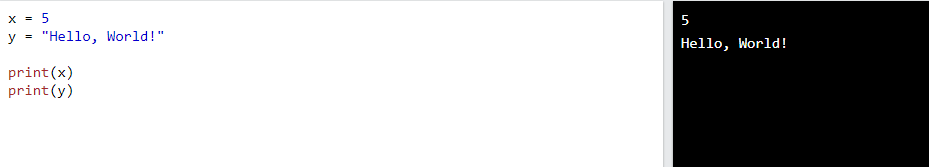 x = 5
y = "Hello, World!"
print(x)
print(y)
5
Hello, World!